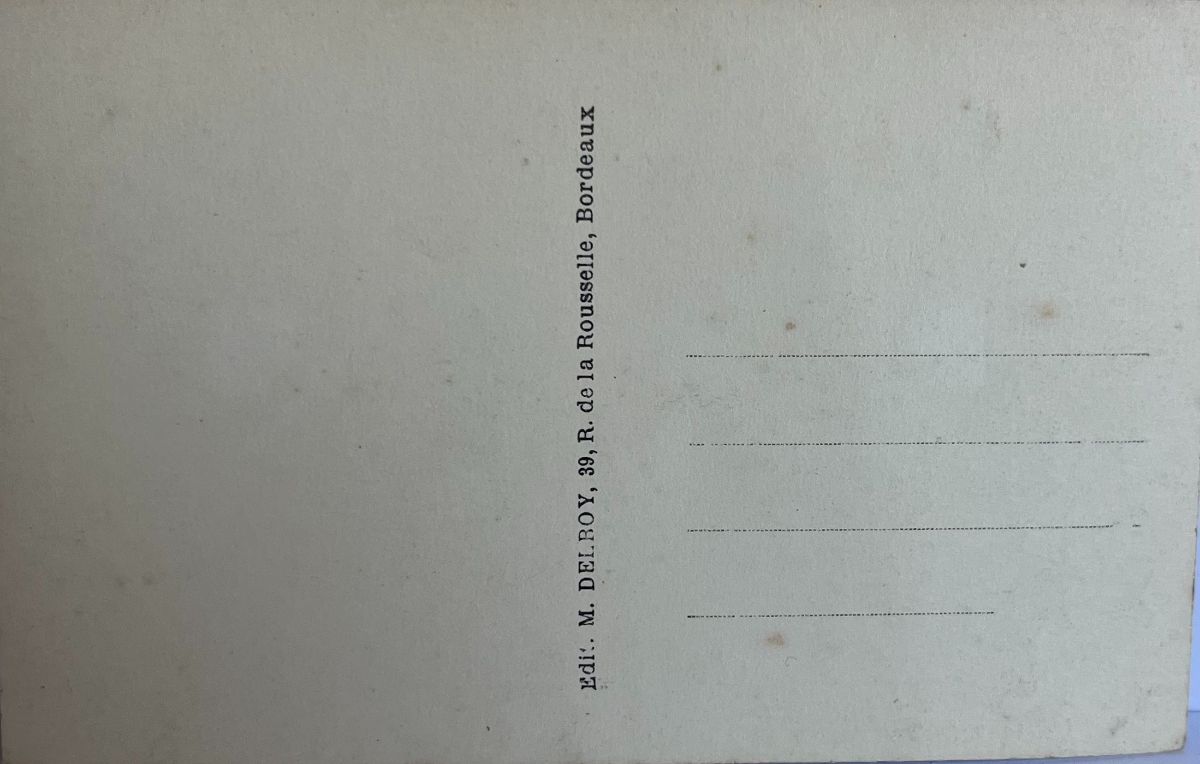 Edit. M. DELBOY, 39, R. de la Rousselle, Bordeaux